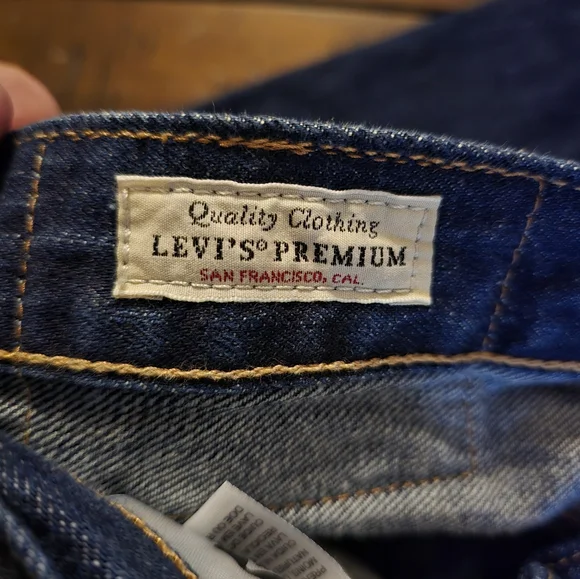 Quality Clothing
LEVI'S® PREMIUM
SAN FRANCISCO, CAL.